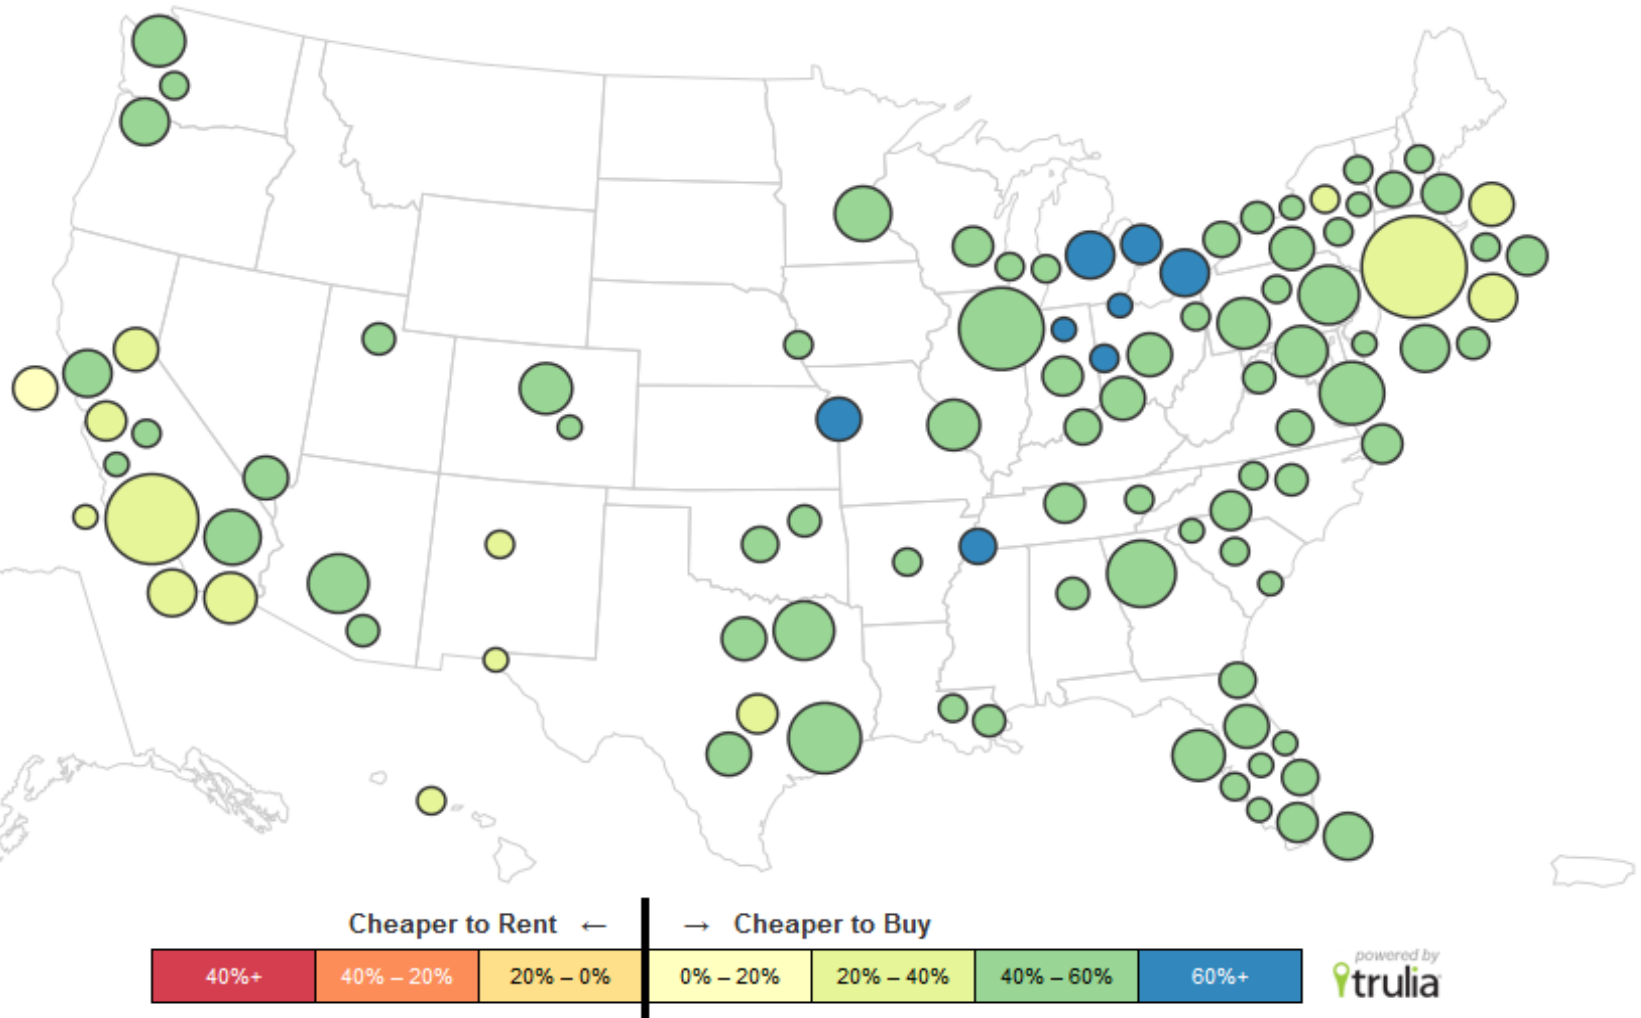 Cheaper to Rent ← → Cheaper to Buy
40%+ 40% – 20% 20% – 0% 0% – 20% 20% – 40% 40% – 60% 60%+
powered by
trulia